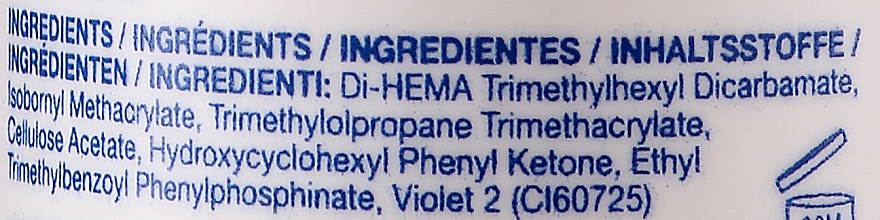 INGREDIENTS / INGRÉDIENTS / INGREDIENTES / INHALTSSTOFFE /
INGRÉDIENTEN / INGREDIENTI: Di-HEMA Trimethylhexyl Dicarbamate,
Isobornyl Methacrylate, Trimethylolpropane Trimethacrylate,
Cellulose Acetate, Hydroxycyclohexyl Phenyl Ketone, Ethyl
Trimethylbenzoyl Phenylphosphinate, Violet 2 (CI60725)